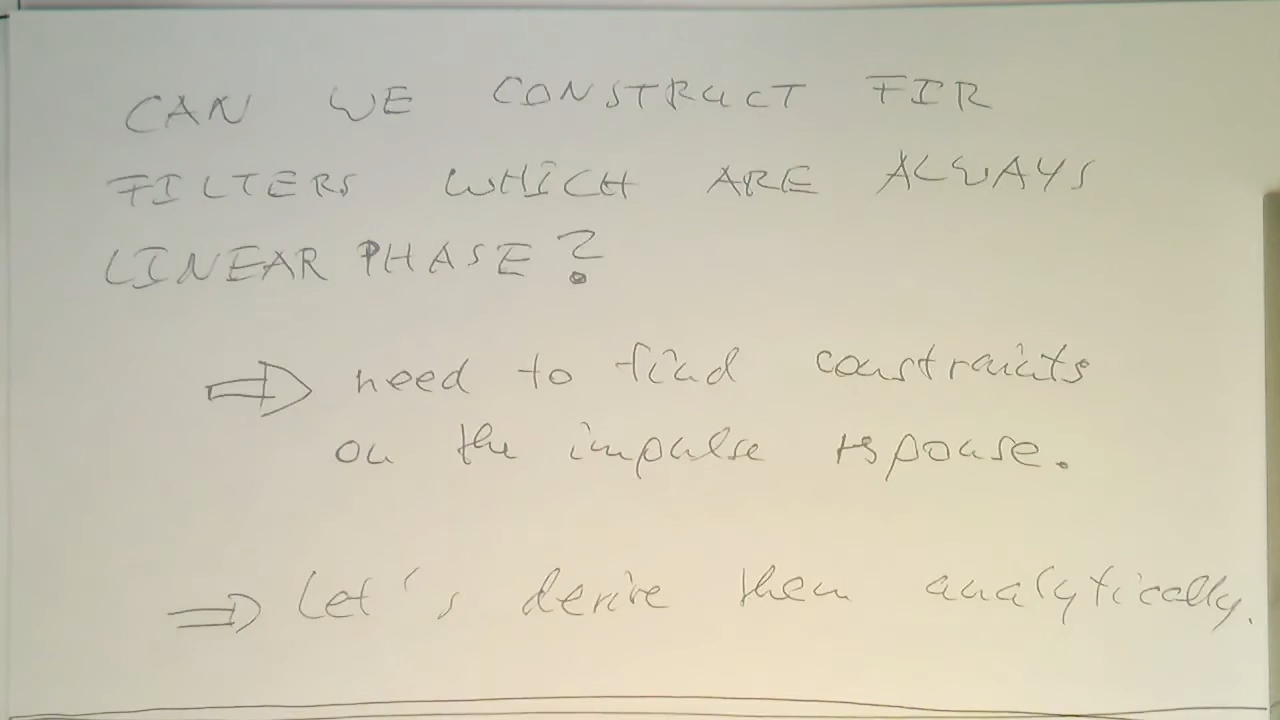 CAN WE CONSTRUCT FIR
FILTERS WHICH ARE ALWAYS
LINEAR PHASE?
⇒ need to find constraints
on the impulse rsponse.
⇒ Let's derive them analytically.